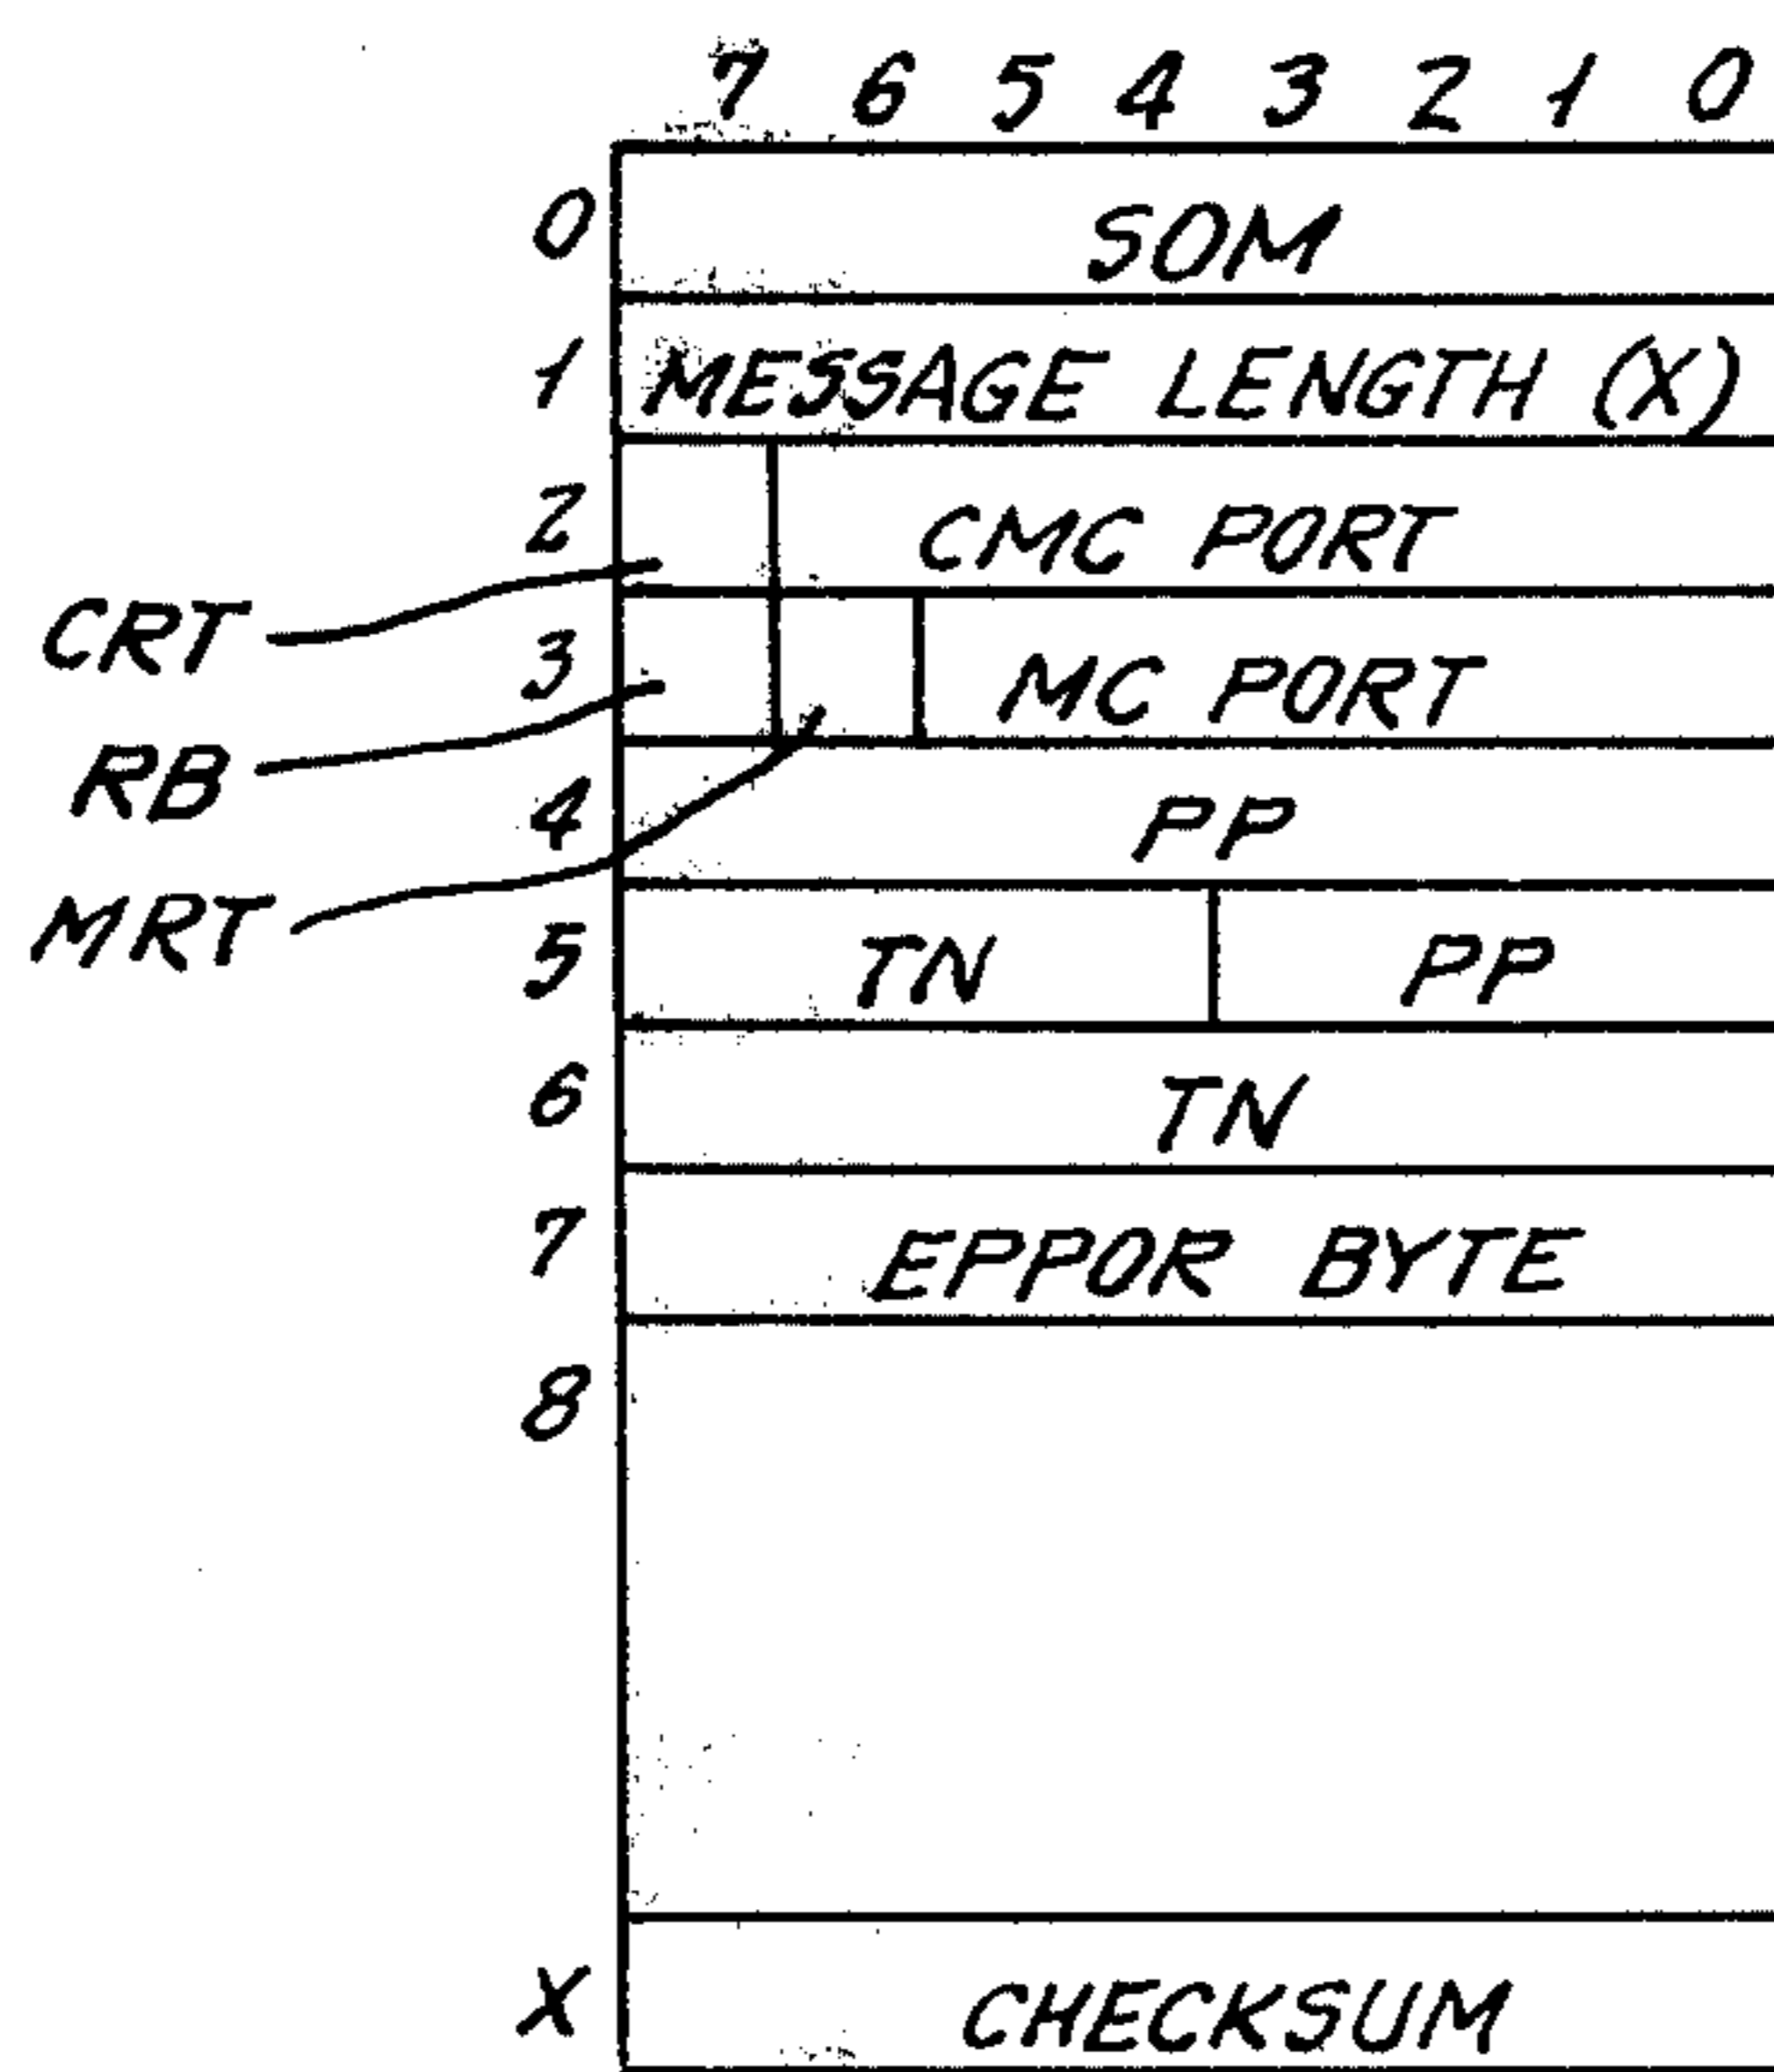 7 6 5 4 3 2 1 0
0 SOM
1 MESSAGE LENGTH (X)
2 CMC PORT
CRT
3 MC PORT
RB
4 PP
MRT
5 TN PP
6 TN
7 EPPOR BYTE
8
X CHECKSUM